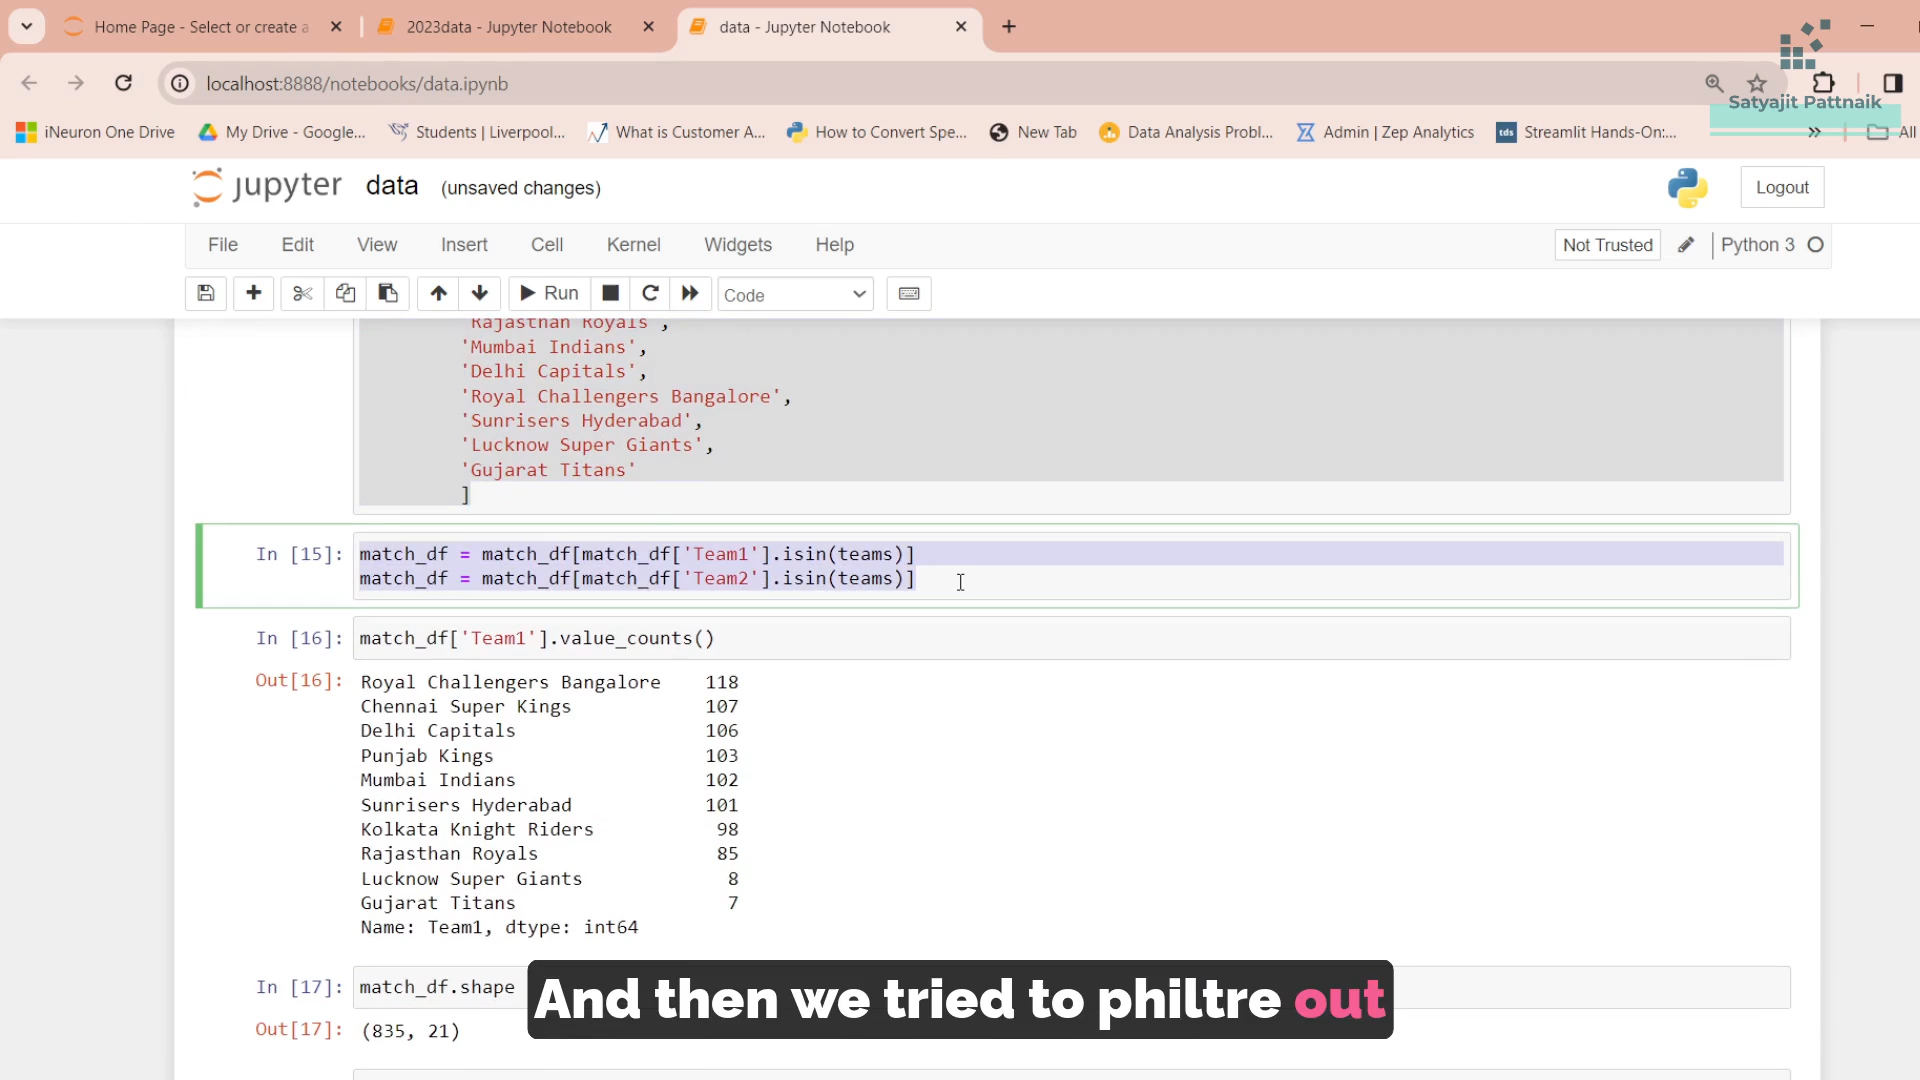 Home Page - Select or create a
2023data - Jupyter Notebook
data - Jupyter Notebook
localhost:8888/notebooks/data.ipynb
Satyajit Pattnaik
iNeuron One Drive
My Drive - Google...
Students | Liverpool...
What is Customer A...
How to Convert Spe...
New Tab
Data Analysis Probl...
Admin | Zep Analytics
tds Streamlit Hands-On:...
» All
jupyter data (unsaved changes)
Logout
File Edit View Insert Cell Kernel Widgets Help
Not Trusted Python 3
Run Code
'Rajasthan Royals',
'Mumbai Indians',
'Delhi Capitals',
'Royal Challengers Bangalore',
'Sunrisers Hyderabad',
'Lucknow Super Giants',
'Gujarat Titans'
]
In [15]: match_df = match_df[match_df['Team1'].isin(teams)]
match_df = match_df[match_df['Team2'].isin(teams)]
In [16]: match_df['Team1'].value_counts()
Out[16]: Royal Challengers Bangalore 118
Chennai Super Kings 107
Delhi Capitals 106
Punjab Kings 103
Mumbai Indians 102
Sunrisers Hyderabad 101
Kolkata Knight Riders 98
Rajasthan Royals 85
Lucknow Super Giants 8
Gujarat Titans 7
Name: Team1, dtype: int64
In [17]: match_df.shape
Out[17]: (835, 21)
And then we tried to philtre out